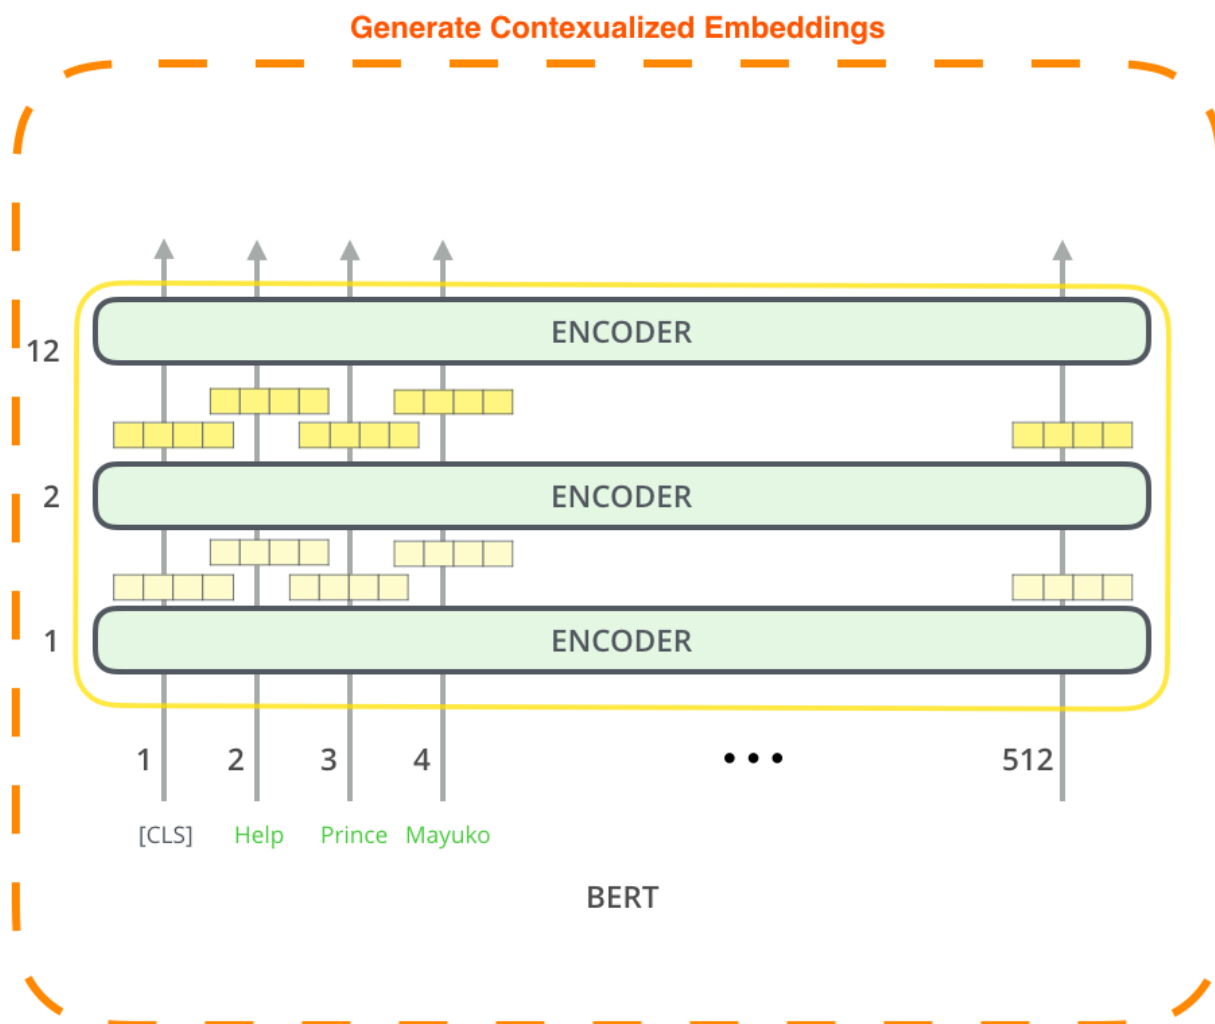 Generate Contexualized Embeddings
12 ENCODER
2 ENCODER
1 ENCODER
1 2 3 4 ••• 512
[CLS] Help Prince Mayuko
BERT